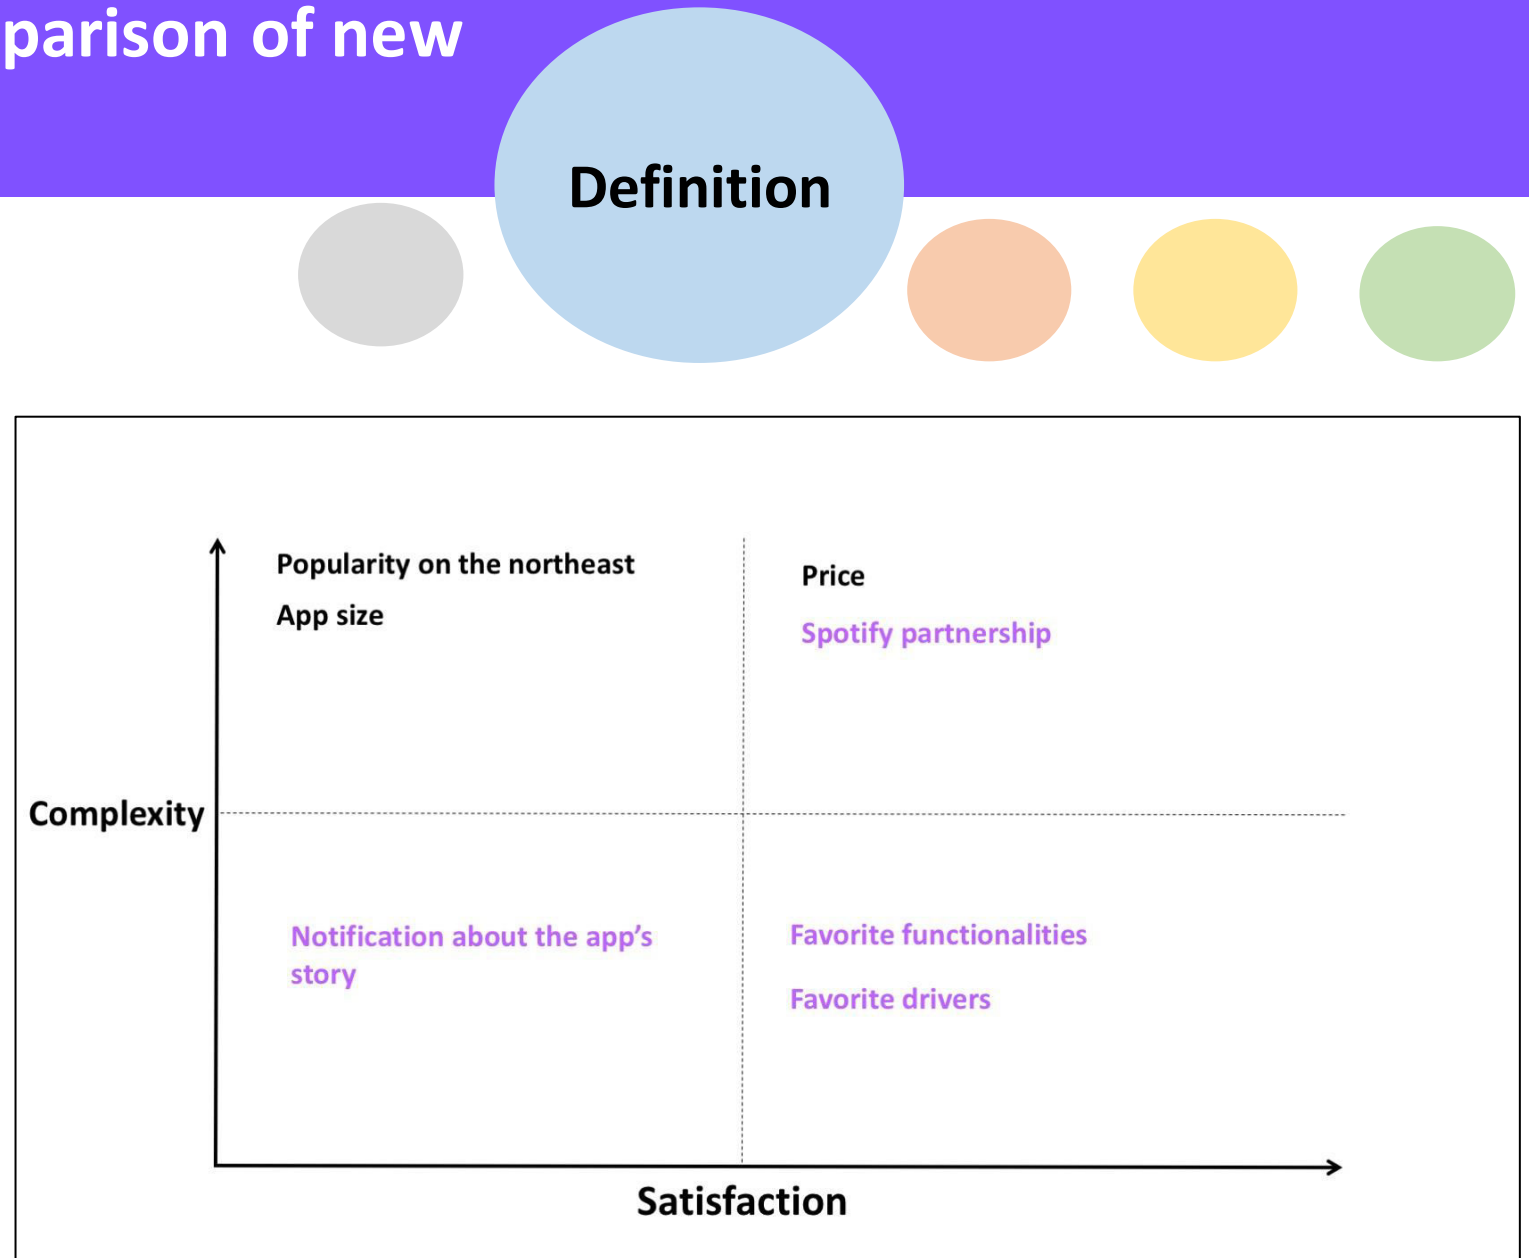 parison of new
Definition
Popularity on the northeast
App size
Price
Spotify partnership
Complexity
Notification about the app’s
story
Favorite functionalities
Favorite drivers
Satisfaction